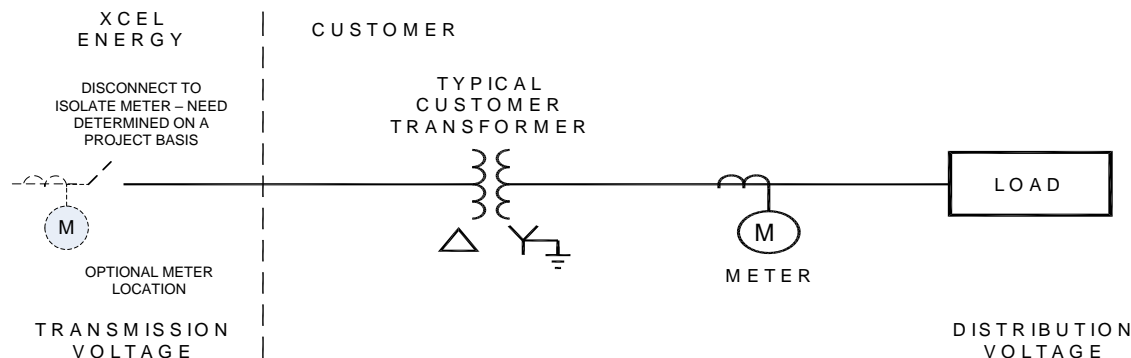 XCEL
ENERGY
CUSTOMER
DISCONNECT TO
ISOLATE METER – NEED
DETERMINED ON A
PROJECT BASIS
TYPICAL
CUSTOMER
TRANSFORMER
LOAD
M
M
OPTIONAL METER
LOCATION
METER
TRANSMISSION
VOLTAGE
DISTRIBUTION
VOLTAGE